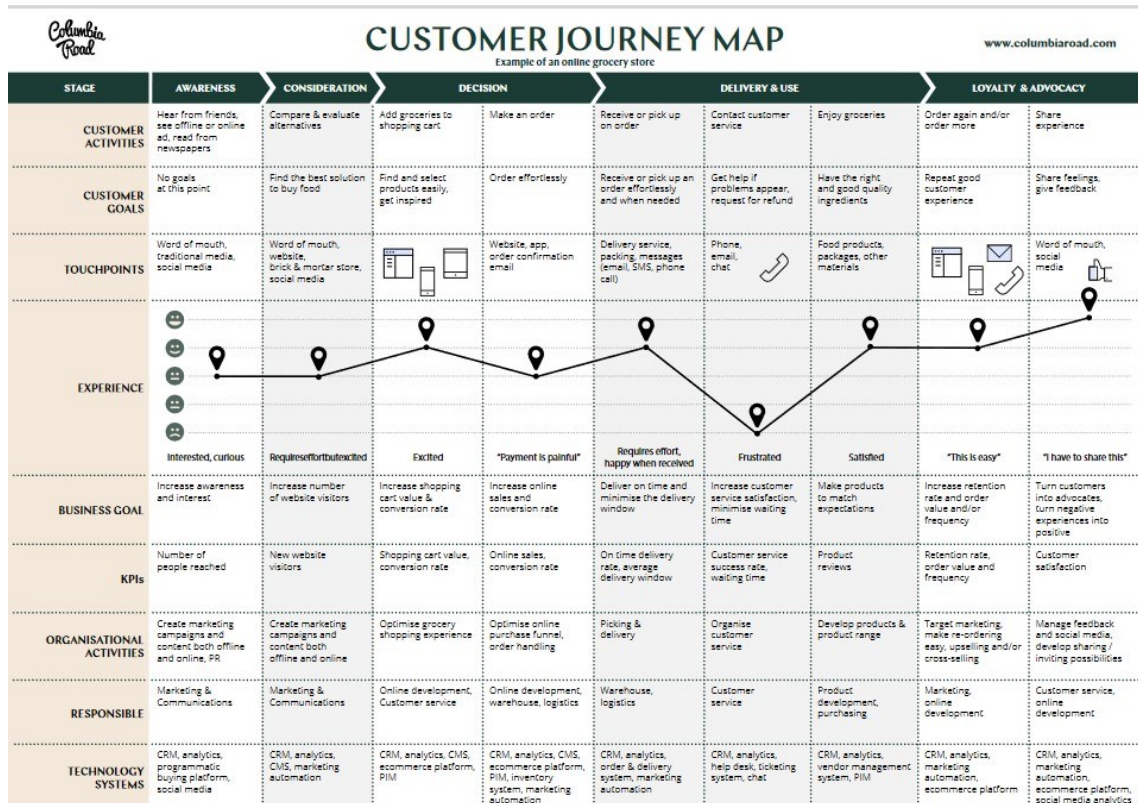 Columbia
Road
CUSTOMER JOURNEY MAP
Example of an online grocery store
www.columbiaroad.com
STAGE
AWARENESS
CONSIDERATION
DECISION
DELIVERY & USE
LOYALTY & ADVOCACY
CUSTOMER
ACTIVITIES
Hear from friends,
see offline or online
ad, read from
newspapers
Compare & evaluate
alternatives
Add groceries to
shopping cart
Make an order
Receive or pick up
on order
Contact customer
service
Enjoy groceries
Order again and/or
order more
Share
experience
CUSTOMER
GOALS
No goals
at this point
Find the best solution
to buy food
Find and select
products easily,
get inspired
Order effortlessly
Receive or pick up an
order effortlessly
and when needed
Get help if
problems appear,
request for refund
Have the right
and good quality
ingredients
Repeat good
customer
experience
Share feelings,
give feedback
TOUCHPOINTS
Word of mouth,
traditional media,
social media
Word of mouth,
website,
brick & mortar store,
social media
Website, app,
order confirmation
email
Delivery service,
packing, messages
(email, SMS, phone
call)
Phone,
email,
chat
Food products,
packages, other
materials
Word of mouth,
social
media
EXPERIENCE
Interested, curious
Requireseffortbutexcited
Excited
"Payment is painful"
Requires effort,
happy when received
Frustrated
Satisfied
"This is easy"
"I have to share this"
BUSINESS GOAL
Increase awareness
and interest
Increase number
of website visitors
Increase shopping
cart value &
conversion rate
Increase online
sales and
conversion rate
Deliver on time and
minimise the delivery
window
Increase customer
service satisfaction,
minimise waiting
time
Make products
to match
expectations
Increase retention
rate and order
value and/or
frequency
Turn customers
into advocates,
turn negative
experiences into
positive
KPIs
Number of
people reached
New website
visitors
Shopping cart value,
conversion rate
Online sales,
conversion rate
On time delivery
rate, average
delivery window
Customer service
success rate,
waiting time
Product
reviews
Retention rate,
order value and
frequency
Customer
satisfaction
ORGANISATIONAL
ACTIVITIES
Create marketing
campaigns and
content both offline
and online, PR
Create marketing
campaigns and
content both
offline and online
Optimise grocery
shopping experience
Optimise online
purchase funnel,
order handling
Picking &
delivery
Organise
customer
service
Develop products &
product range
Target marketing,
make re-ordering
easy, upselling and/or
cross-selling
Manage feedback
and social media,
develop sharing /
inviting possibilities
RESPONSIBLE
Marketing &
Communications
Marketing &
Communications
Online development,
Customer service
Online development,
warehouse, logistics
Warehouse,
logistics
Customer
service
Product
development,
purchasing
Marketing,
online
development
Customer service,
online
development
TECHNOLOGY
SYSTEMS
CRM, analytics,
programmatic
buying platform,
social media
CRM, analytics,
CMS, marketing
automation
CRM, analytics, CMS,
ecommerce platform,
PIM
CRM, analytics, CMS,
ecommerce platform,
PIM, inventory
system, marketing
automation
CRM, analytics,
order & delivery
system, marketing
automation
CRM, analytics,
help desk, ticketing
system, chat
CRM, analytics,
vendor management
system, PIM
CRM, analytics,
marketing
automation,
ecommerce platform
CRM, analytics,
marketing
automation,
ecommerce platform,
social media analytics